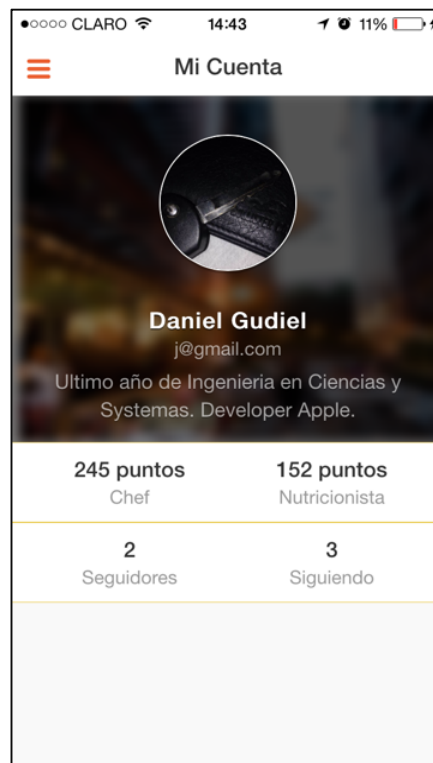 CLARO 14:43 11%
Mi Cuenta
Daniel Gudiel
j@gmail.com
Ultimo año de Ingenieria en Ciencias y
Systemas. Developer Apple.
245 puntos 152 puntos
Chef Nutricionista
2 3
Seguidores Siguiendo